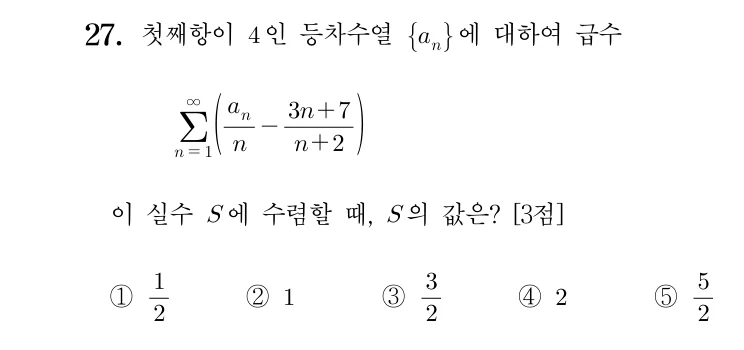 27. 첫째항이 4인 등차수열 {aₙ}에 대하여 급수
∑_{n=1}^{∞} (aₙ/n − (3n+7)/(n+2))
이 실수 S에 수렴할 때, S의 값은? [3점]
① 1/2 ② 1 ③ 3/2 ④ 2 ⑤ 5/2